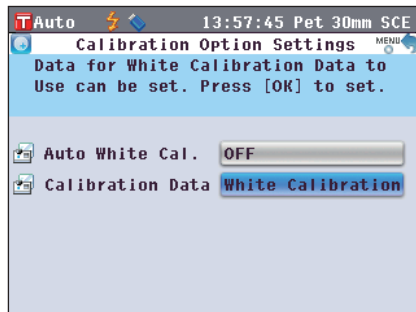 T Auto 13:57:45 Pet 30mm SCE
Calibration Option Settings MENU
Data for White Calibration Data to
Use can be set. Press [OK] to set.
Auto White Cal. OFF
Calibration Data White Calibration